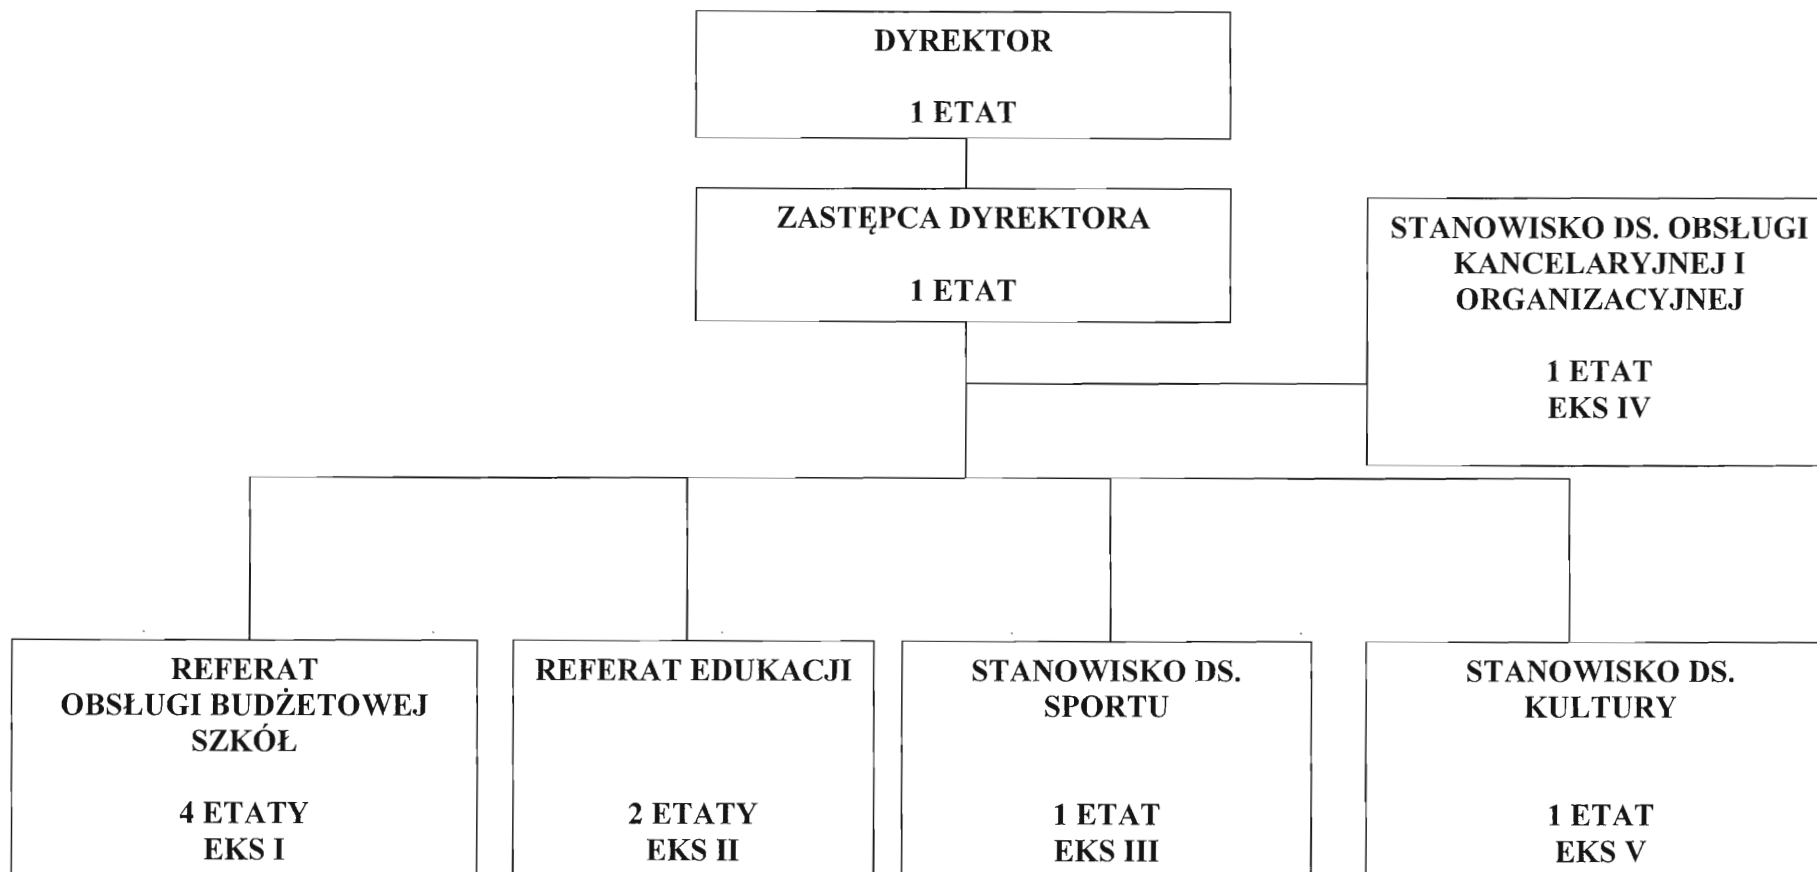 DYREKTOR
1 ETAT
ZASTĘPCA DYREKTORA
1 ETAT
STANOWISKO DS. OBSŁUGI
KANCELARYJNEJ I
ORGANIZACYJNEJ
1 ETAT
EKS IV
REFERAT
OBSŁUGI BUDŻETOWEJ
SZKÓŁ
4 ETATY
EKS I
REFERAT EDUKACJI
2 ETATY
EKS II
STANOWISKO DS.
SPORTU
1 ETAT
EKS III
STANOWISKO DS.
KULTURY
1 ETAT
EKS V